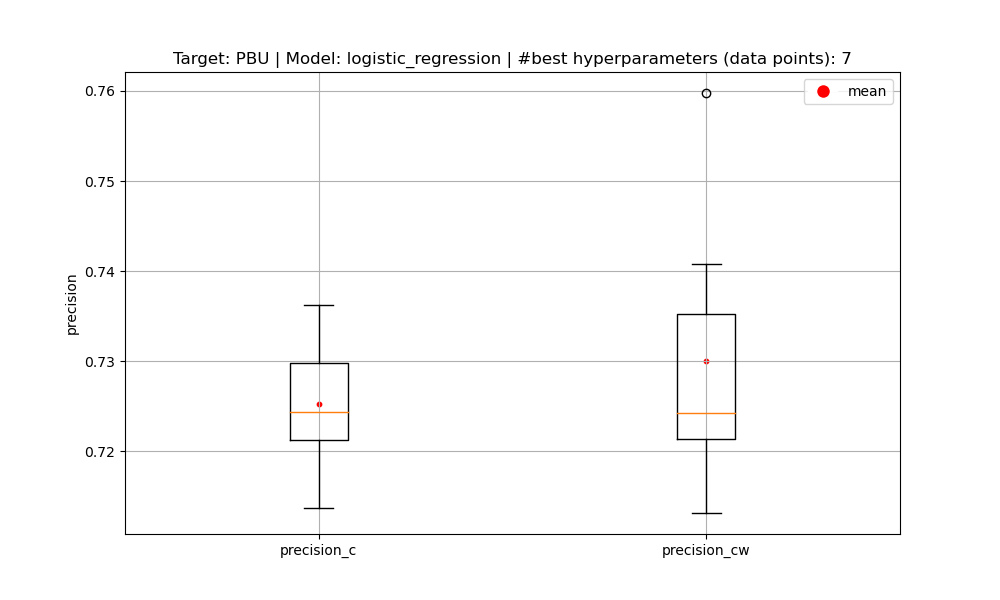 Target: PBU | Model: logistic_regression | #best hyperparameters (data points): 7
mean
precision
0.76
0.75
0.74
0.73
0.72
precision_c
precision_cw